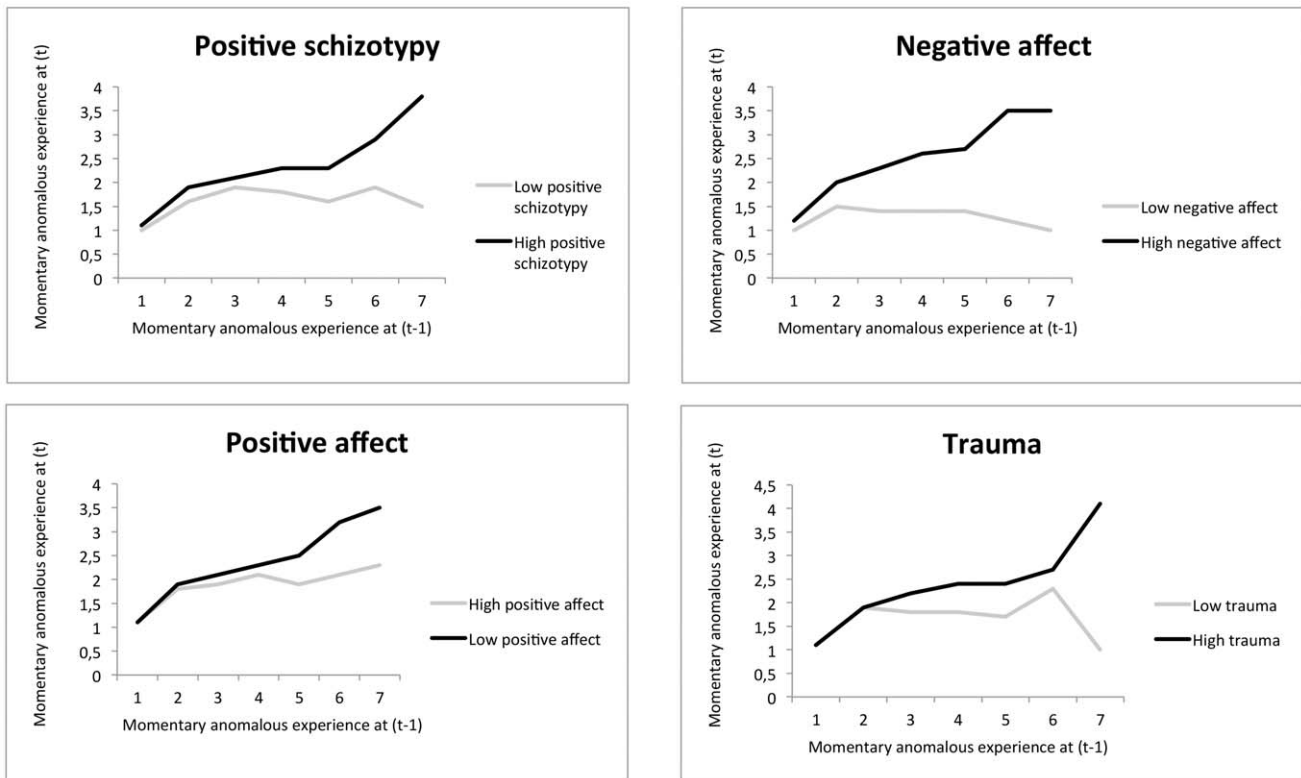 Positive schizotypy
Momentary anomalous experience at (t)
4
3,5
3
2,5
2
1,5
1
0,5
0
1 2 3 4 5 6 7
Momentary anomalous experience at (t-1)
Low positive
schizotypy
High positive
schizotypy
Negative affect
Momentary anomalous experience at (t)
4
3,5
3
2,5
2
1,5
1
0,5
0
1 2 3 4 5 6 7
Momentary anomalous experience at (t-1)
Low negative affect
High negative affect
Positive affect
Momentary anomalous experience at (t)
4
3,5
3
2,5
2
1,5
1
0,5
0
1 2 3 4 5 6 7
Momentary anomalous experience at (t-1)
High positive affect
Low positive affect
Trauma
Momentary anomalous experience at (t)
4,5
4
3,5
3
2,5
2
1,5
1
0,5
0
1 2 3 4 5 6 7
Momentary anomalous experience at (t-1)
Low trauma
High trauma